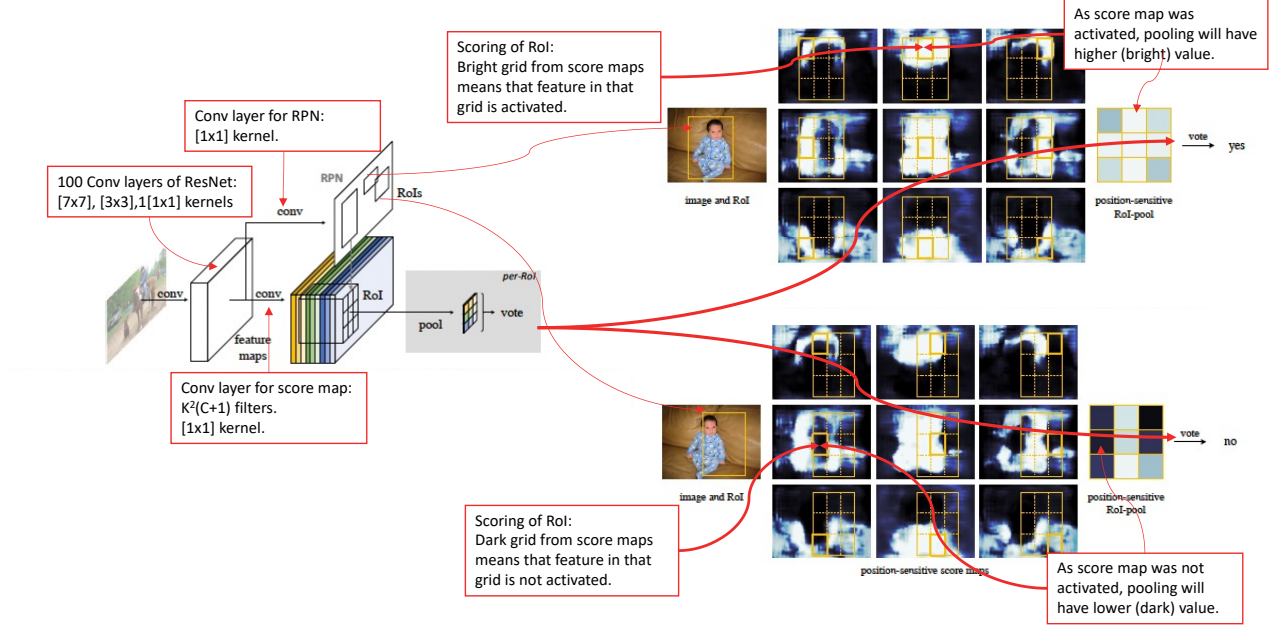 Scoring of RoI:
Bright grid from score maps
means that feature in that
grid is activated.
As score map was
activated, pooling will have
higher (bright) value.
Conv layer for RPN:
[1x1] kernel.
100 Conv layers of ResNet:
[7x7], [3x3],1[1x1] kernels
RPN
RoIs
conv
conv
conv
feature
maps
RoI
per-RoI
pool
vote
Conv layer for score map:
K²(C+1) filters.
[1x1] kernel.
image and RoI
position-sensitive
RoI-pool
vote
yes
image and RoI
position-sensitive
RoI-pool
vote
no
Scoring of RoI:
Dark grid from score maps
means that feature in that
grid is not activated.
position-sensitive score maps
As score map was not
activated, pooling will
have lower (dark) value.